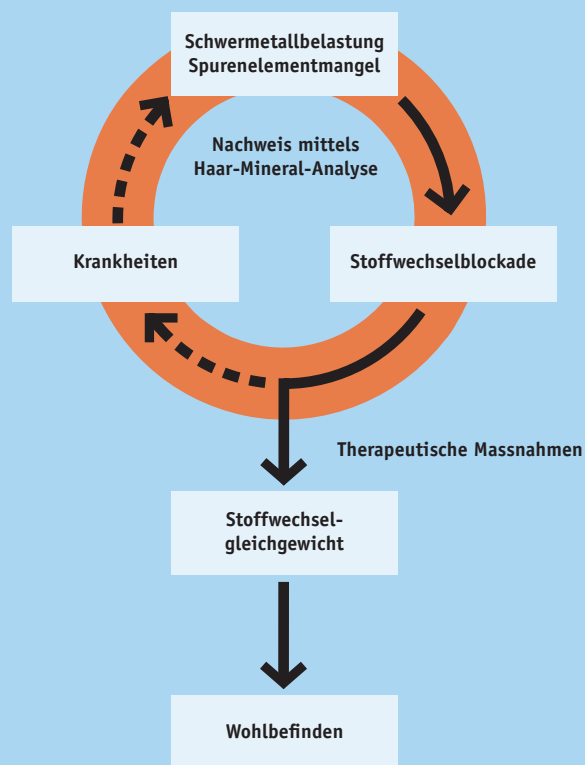 Schwermetallbelastung
Spurenelementmangel
Nachweis mittels
Haar-Mineral-Analyse
Krankheiten
Stoffwechselblockade
Therapeutische Massnahmen
Stoffwechsel-
gleichgewicht
Wohlbefinden